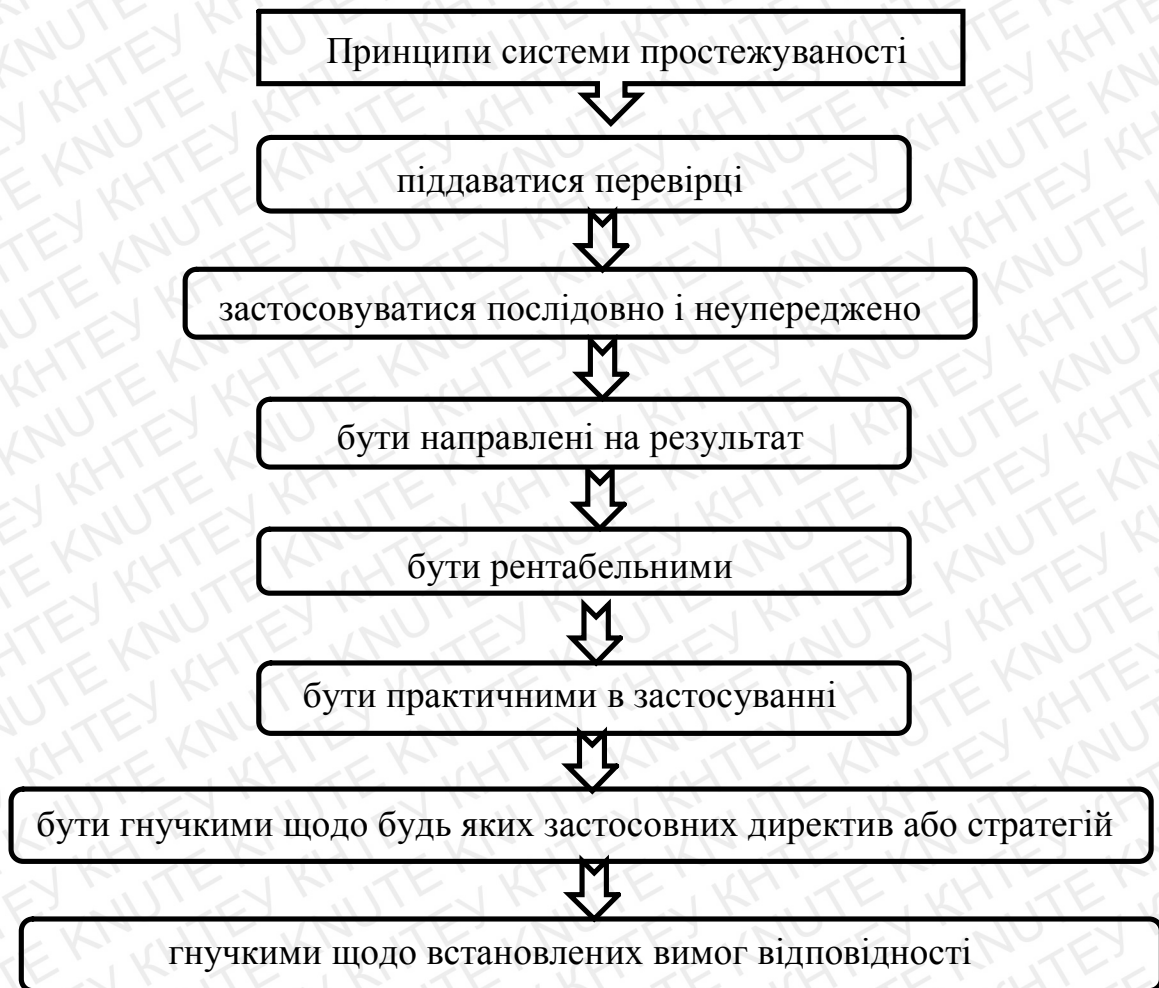 Принципи системи простежуваності
піддаватися перевірці
застосовуватися послідовно і неупереджено
бути направлені на результат
бути рентабельними
бути практичними в застосуванні
бути гнучкими щодо будь яких застосовних директив або стратегій
гнучкими щодо встановлених вимог відповідності